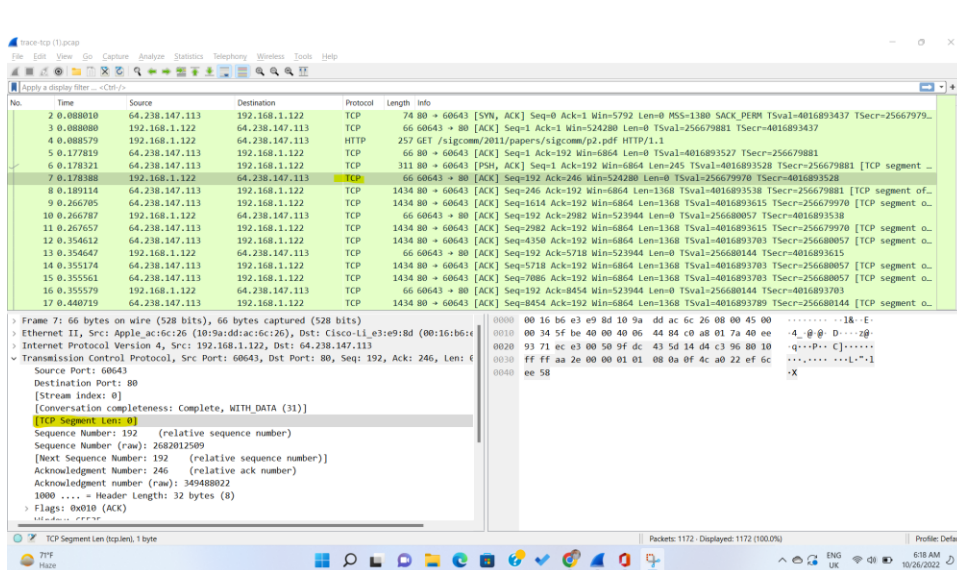 trace-tcp (1).pcap
File Edit View Go Capture Analyze Statistics Telephony Wireless Tools Help
Apply a display filter ... <Ctrl-/>
No. Time Source Destination Protocol Length Info
2 0.088010 64.238.147.113 192.168.1.122 TCP 74 80 → 60643 [SYN, ACK] Seq=0 Ack=1 Win=5792 Len=0 MSS=1380 SACK_PERM TSval=4016893437 TSecr=25667979…
3 0.088080 192.168.1.122 64.238.147.113 TCP 66 60643 → 80 [ACK] Seq=1 Ack=1 Win=524280 Len=0 TSval=256679881 TSecr=4016893437
4 0.088579 192.168.1.122 64.238.147.113 HTTP 257 GET /sigcomm/2011/papers/sigcomm/p2.pdf HTTP/1.1
5 0.177819 64.238.147.113 192.168.1.122 TCP 66 80 → 60643 [ACK] Seq=1 Ack=192 Win=6864 Len=0 TSval=4016893527 TSecr=256679881
6 0.178321 64.238.147.113 192.168.1.122 TCP 311 80 → 60643 [PSH, ACK] Seq=1 Ack=192 Win=6864 Len=245 TSval=4016893528 TSecr=256679881 [TCP segment …
7 0.178388 192.168.1.122 64.238.147.113 TCP 66 60643 → 80 [ACK] Seq=192 Ack=246 Win=524280 Len=0 TSval=256679970 TSecr=4016893528
8 0.189114 64.238.147.113 192.168.1.122 TCP 1434 80 → 60643 [ACK] Seq=246 Ack=192 Win=6864 Len=1368 TSval=4016893538 TSecr=256679881 [TCP segment of…
9 0.266705 64.238.147.113 192.168.1.122 TCP 1434 80 → 60643 [ACK] Seq=1614 Ack=192 Win=6864 Len=1368 TSval=4016893615 TSecr=256679970 [TCP segment o…
10 0.266787 192.168.1.122 64.238.147.113 TCP 66 60643 → 80 [ACK] Seq=192 Ack=2982 Win=523944 Len=0 TSval=256680057 TSecr=4016893538
11 0.267657 64.238.147.113 192.168.1.122 TCP 1434 80 → 60643 [ACK] Seq=2982 Ack=192 Win=6864 Len=1368 TSval=4016893615 TSecr=256679970 [TCP segment o…
12 0.354612 64.238.147.113 192.168.1.122 TCP 1434 80 → 60643 [ACK] Seq=4350 Ack=192 Win=6864 Len=1368 TSval=4016893703 TSecr=256680057 [TCP segment o…
13 0.354647 192.168.1.122 64.238.147.113 TCP 66 60643 → 80 [ACK] Seq=192 Ack=5718 Win=523944 Len=0 TSval=256680144 TSecr=4016893615
14 0.355174 64.238.147.113 192.168.1.122 TCP 1434 80 → 60643 [ACK] Seq=5718 Ack=192 Win=6864 Len=1368 TSval=4016893703 TSecr=256680057 [TCP segment o…
15 0.355561 64.238.147.113 192.168.1.122 TCP 1434 80 → 60643 [ACK] Seq=7086 Ack=192 Win=6864 Len=1368 TSval=4016893703 TSecr=256680057 [TCP segment o…
16 0.355579 192.168.1.122 64.238.147.113 TCP 66 60643 → 80 [ACK] Seq=192 Ack=8454 Win=523944 Len=0 TSval=256680144 TSecr=4016893703
17 0.440719 64.238.147.113 192.168.1.122 TCP 1434 80 → 60643 [ACK] Seq=8454 Ack=192 Win=6864 Len=1368 TSval=4016893789 TSecr=256680144 [TCP segment o…
Frame 7: 66 bytes on wire (528 bits), 66 bytes captured (528 bits)
Ethernet II, Src: Apple_ac:6c:26 (10:9a:dd:ac:6c:26), Dst: Cisco-Li_e3:e9:8d (00:16:b6:e
Internet Protocol Version 4, Src: 192.168.1.122, Dst: 64.238.147.113
Transmission Control Protocol, Src Port: 60643, Dst Port: 80, Seq: 192, Ack: 246, Len: 0
Source Port: 60643
Destination Port: 80
[Stream index: 0]
[Conversation completeness: Complete, WITH_DATA (31)]
[TCP Segment Len: 0]
Sequence Number: 192 (relative sequence number)
Sequence Number (raw): 2682012509
[Next Sequence Number: 192 (relative sequence number)]
Acknowledgment Number: 246 (relative ack number)
Acknowledgment number (raw): 349488022
1000 .... = Header Length: 32 bytes (8)
Flags: 0x010 (ACK)
0000 00 16 b6 e3 e9 8d 10 9a dd ac 6c 26 08 00 45 00 ········ ··l&··E·
0010 00 34 5f be 40 00 40 06 44 84 c0 a8 01 7a 40 ee ·4_·@·@· D····z@·
0020 93 71 ec e3 00 50 9f dc 43 5d 14 d4 c3 96 80 10 ·q···P·· C]······
0030 ff ff aa 2e 00 00 01 01 08 0a 0f 4c a0 22 ef 6c ···.···· ···L·"·l
0040 ee 58 ·X
TCP Segment Len (tcp.len), 1 byte Packets: 1172 · Displayed: 1172 (100.0%) Profile: Defa
71°F
Haze
ENG
UK
6:18 AM
10/26/2022